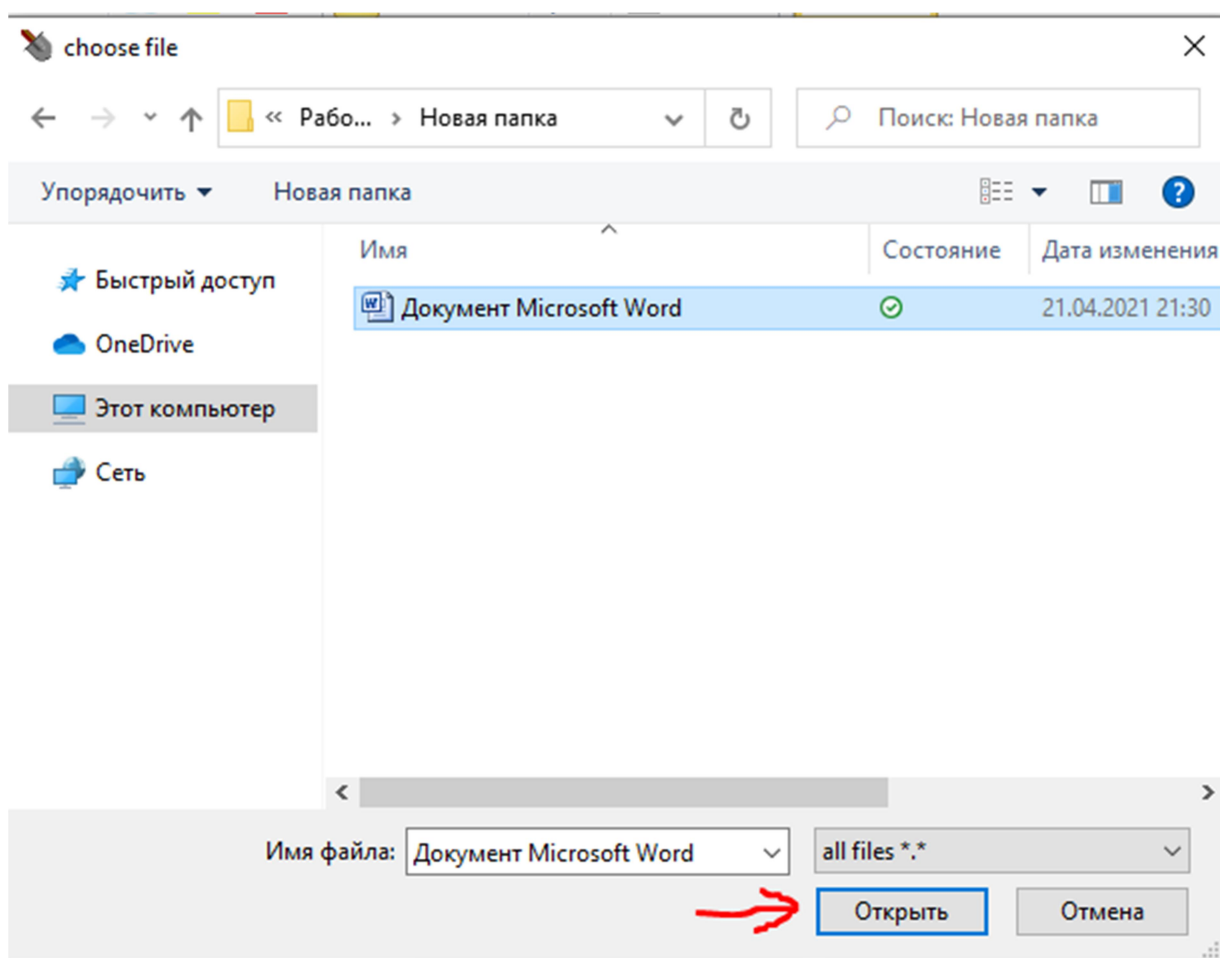 choose file
« Рабо... › Новая папка
Поиск: Новая папка
Упорядочить Новая папка
Имя Состояние Дата изменения
Быстрый доступ
Документ Microsoft Word 21.04.2021 21:30
OneDrive
Этот компьютер
Сеть
Имя файла: Документ Microsoft Word all files *.*
Открыть Отмена